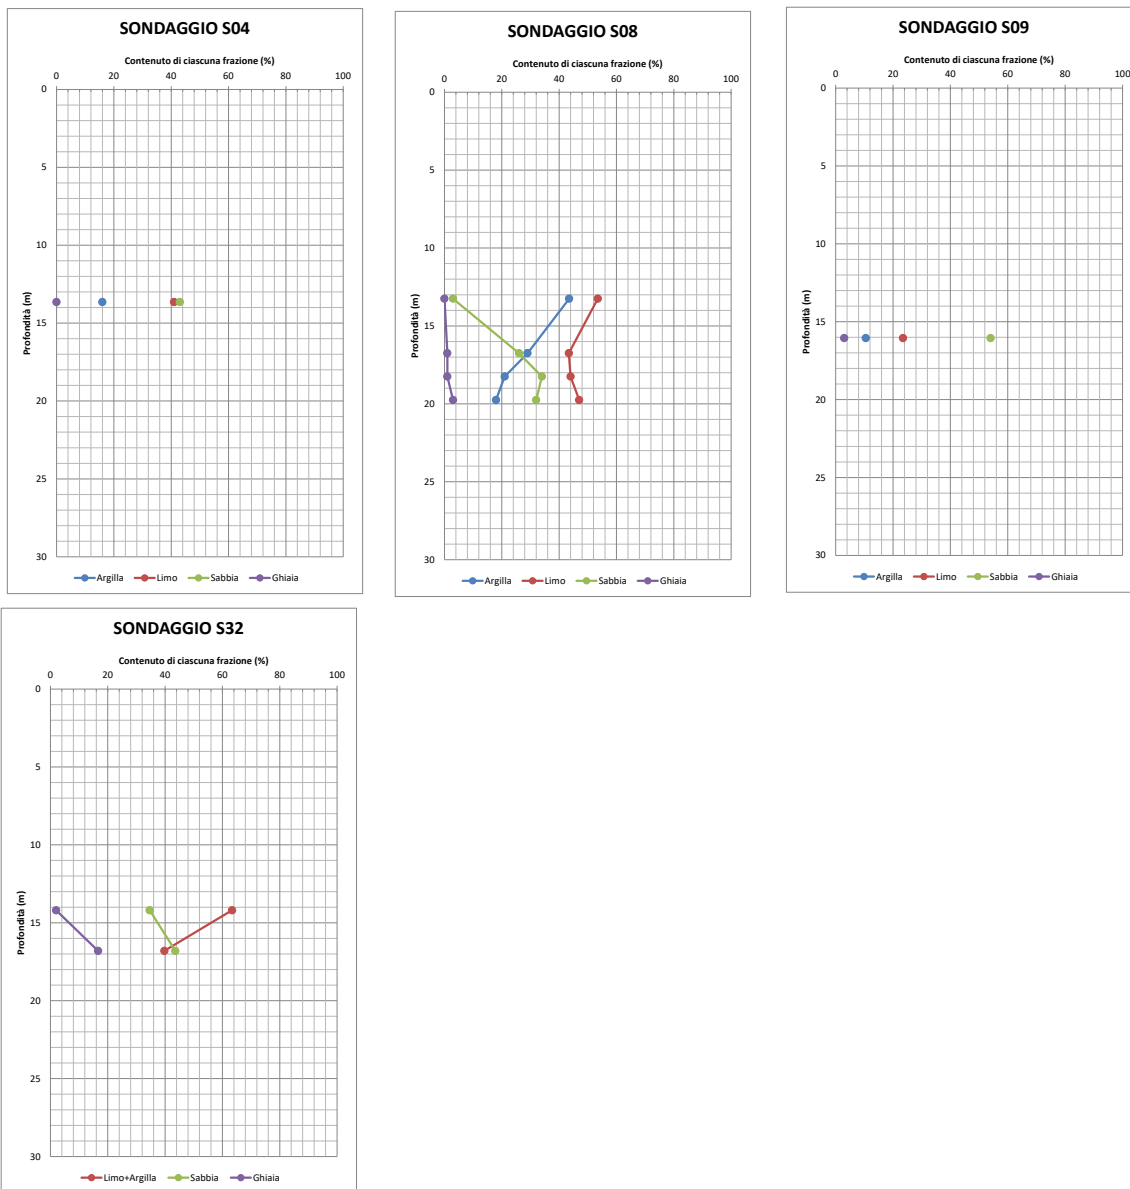 SONDAGGIO S04
Contenuto di ciascuna frazione (%)
0 20 40 60 80 100
0
5
10
15
20
25
30
Profondità (m)
Argilla Limo Sabbia Ghiaia
SONDAGGIO S08
Contenuto di ciascuna frazione (%)
0 20 40 60 80 100
0
5
10
15
20
25
30
Profondità (m)
Argilla Limo Sabbia Ghiaia
SONDAGGIO S09
Contenuto di ciascuna frazione (%)
0 20 40 60 80 100
0
5
10
15
20
25
30
Profondità (m)
Argilla Limo Sabbia Ghiaia
SONDAGGIO S32
Contenuto di ciascuna frazione (%)
0 20 40 60 80 100
0
5
10
15
20
25
30
Profondità (m)
Limo+Argilla Sabbia Ghiaia